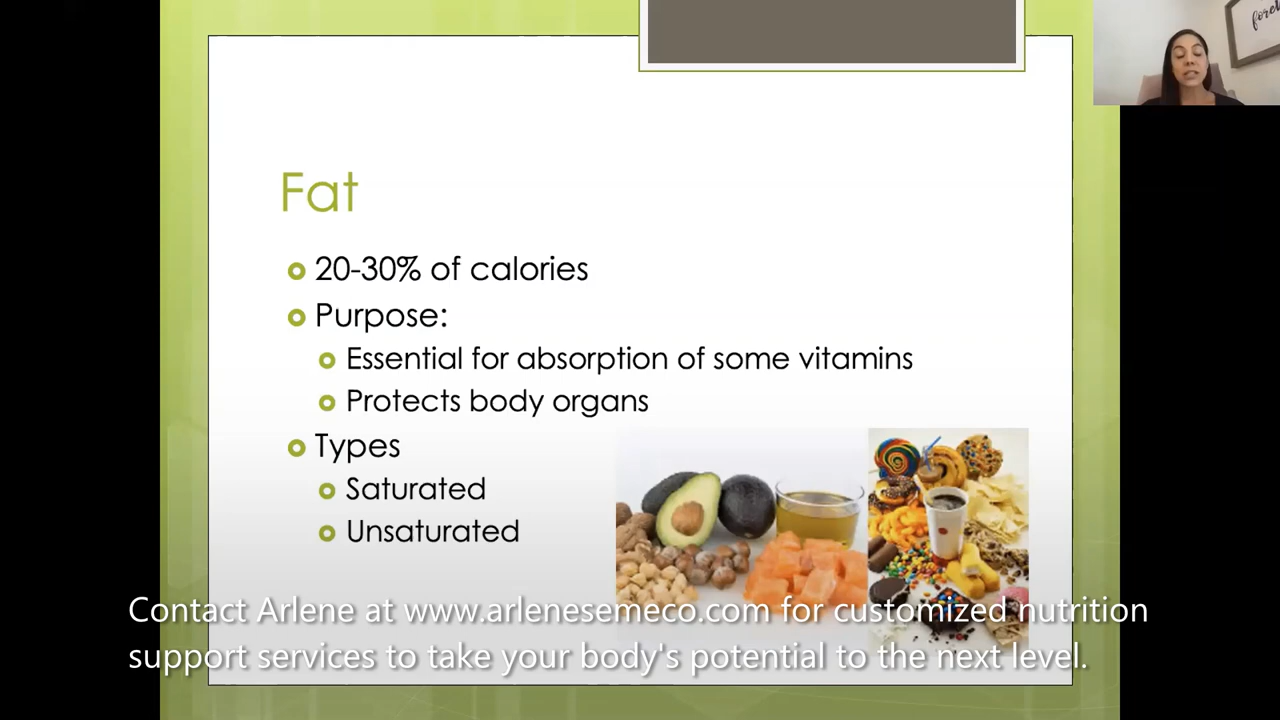 Fat
20-30% of calories
Purpose:
Essential for absorption of some vitamins
Protects body organs
Types
Saturated
Unsaturated
Contact Arlene at www.arlenesemeco.com for customized nutrition
support services to take your body's potential to the next level.